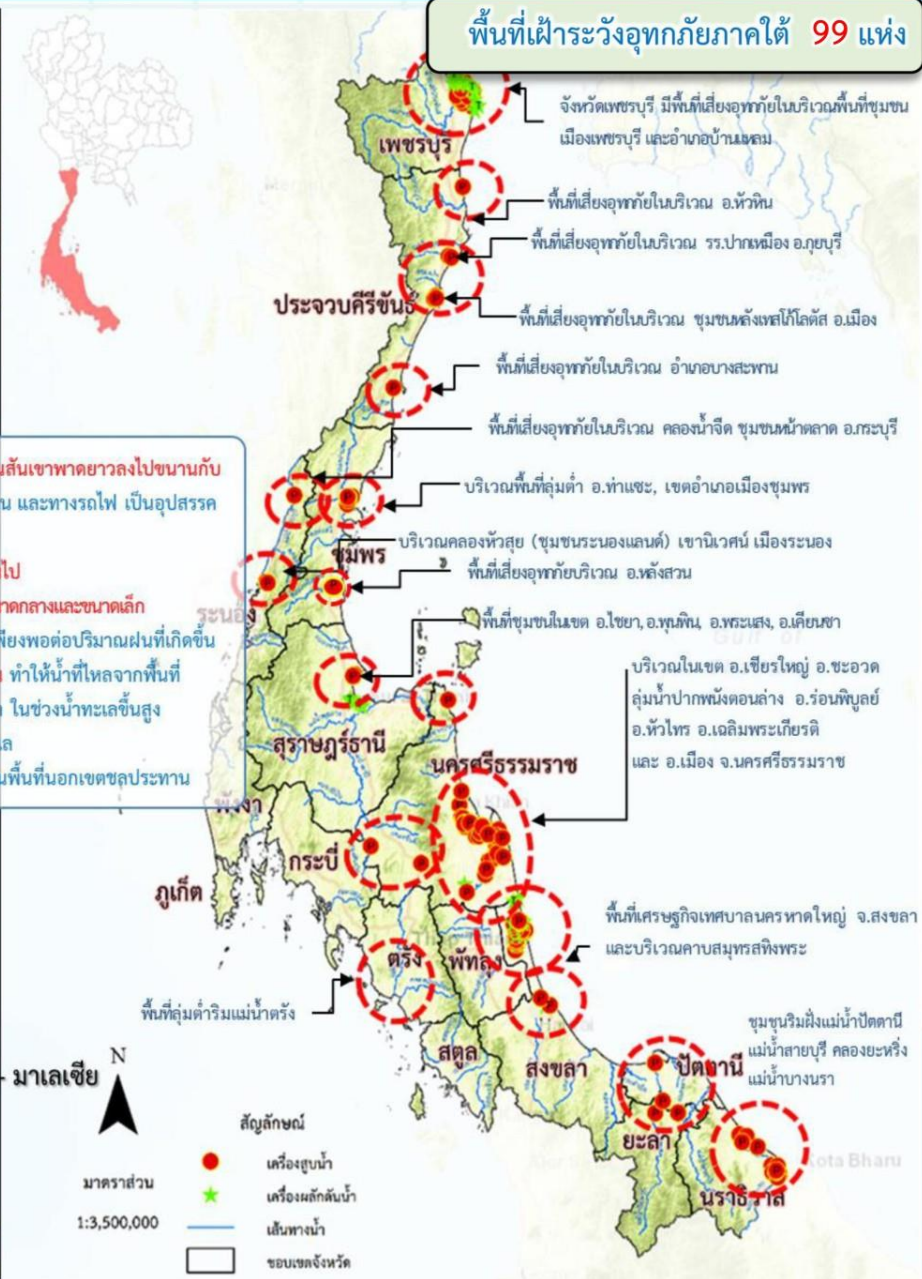 พื้นที่เฝ้าระวังอุทกภัยภาคใต้ 99 แห่ง
จังหวัดเพชรบุรี มีพื้นที่เสี่ยงอุทกภัยในบริเวณพื้นที่ชุมชน
เมืองเพชรบุรี และอำเภอบ้านแหลม
เพชรบุรี
พื้นที่เสี่ยงอุทกภัยในบริเวณ อ.หัวหิน
พื้นที่เสี่ยงอุทกภัยในบริเวณ รร.ปากเหมือง อ.กุยบุรี
ประจวบคีรีขันธ์
พื้นที่เสี่ยงอุทกภัยในบริเวณ ชุมชนหลังเทสโก้โลตัส อ.เมือง
พื้นที่เสี่ยงอุทกภัยในบริเวณ อำเภอบางสะพาน
พื้นที่เสี่ยงอุทกภัยในบริเวณ คลองน้ำจืด ชุมชนหน้าตลาด อ.กระบุรี
นสันเขาพาดยาวลงไปขนานกับ
น และทางรถไฟ เป็นอุปสรรค
นไป
าดกลางและขนาดเล็ก
พียงพอต่อปริมาณฝนที่เกิดขึ้น
ทำให้น้ำที่ไหลจากพื้นที่
ในช่วงน้ำทะเลขึ้นสูง
ล
นพื้นที่นอกเขตชลประทาน
บริเวณพื้นที่ลุ่มต่ำ อ.ท่าแซะ, เขตอำเภอเมืองชุมพร
ชุมพร
บริเวณคลองหัวสุย (ชุมชนระนองแลนด์) เขานิเวศน์ เมืองระนอง
พื้นที่เสี่ยงอุทกภัยบริเวณ อ.หลังสวน
ระนอง
พื้นที่ชุมชนในเขต อ.ไชยา, อ.พุนพิน, อ.พระแสง, อ.เคียนซา
บริเวณในเขต อ.เชียรใหญ่ อ.ชะอวด
ลุ่มน้ำปากพนังตอนล่าง อ.ร่อนพิบูลย์
อ.หัวไทร อ.เฉลิมพระเกียรติ
และ อ.เมือง จ.นครศรีธรรมราช
สุราษฎร์ธานี
นครศรีธรรมราช
พังงา
กระบี่
ภูเก็ต
พื้นที่เศรษฐกิจเทศบาลนครหาดใหญ่ จ.สงขลา
และบริเวณคาบสมุทรสทิงพระ
ตรัง
พัทลุง
พื้นที่ลุ่มต่ำริมแม่น้ำตรัง
ชุมชุนริมฝั่งแม่น้ำปัตตานี
แม่น้ำสายบุรี คลองยะหริ่ง
แม่น้ำบางนรา
สตูล
สงขลา
ปัตตานี
- มาเลเซีย
N
ยะลา
Kota Bharu
นราธิวาส
สัญลักษณ์
เครื่องสูบน้ำ
เครื่องผลักดันน้ำ
เส้นทางน้ำ
ขอบเขตจังหวัด
มาตราส่วน
1:3,500,000